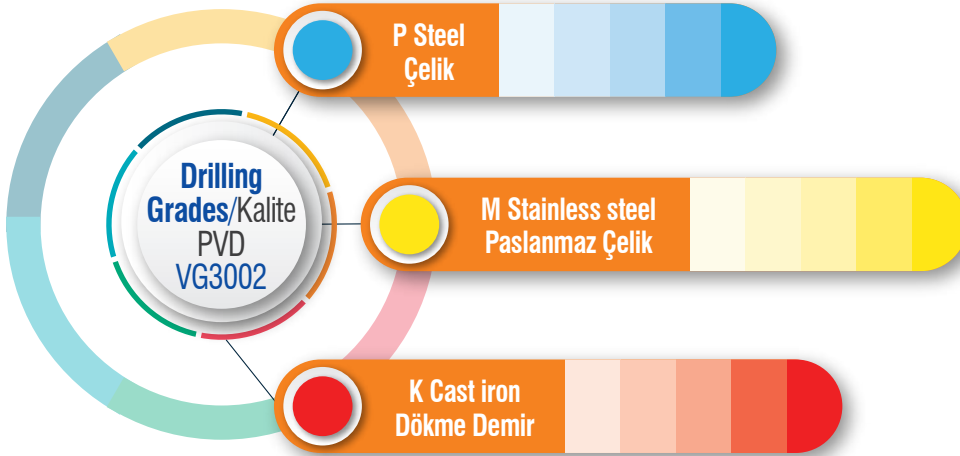 P Steel
Çelik
Drilling
Grades/Kalite
PVD
VG3002
M Stainless steel
Paslanmaz Çelik
K Cast iron
Dökme Demir